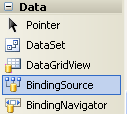 Data
Pointer
DataSet
DataGridView
BindingSource
BindingNavigator